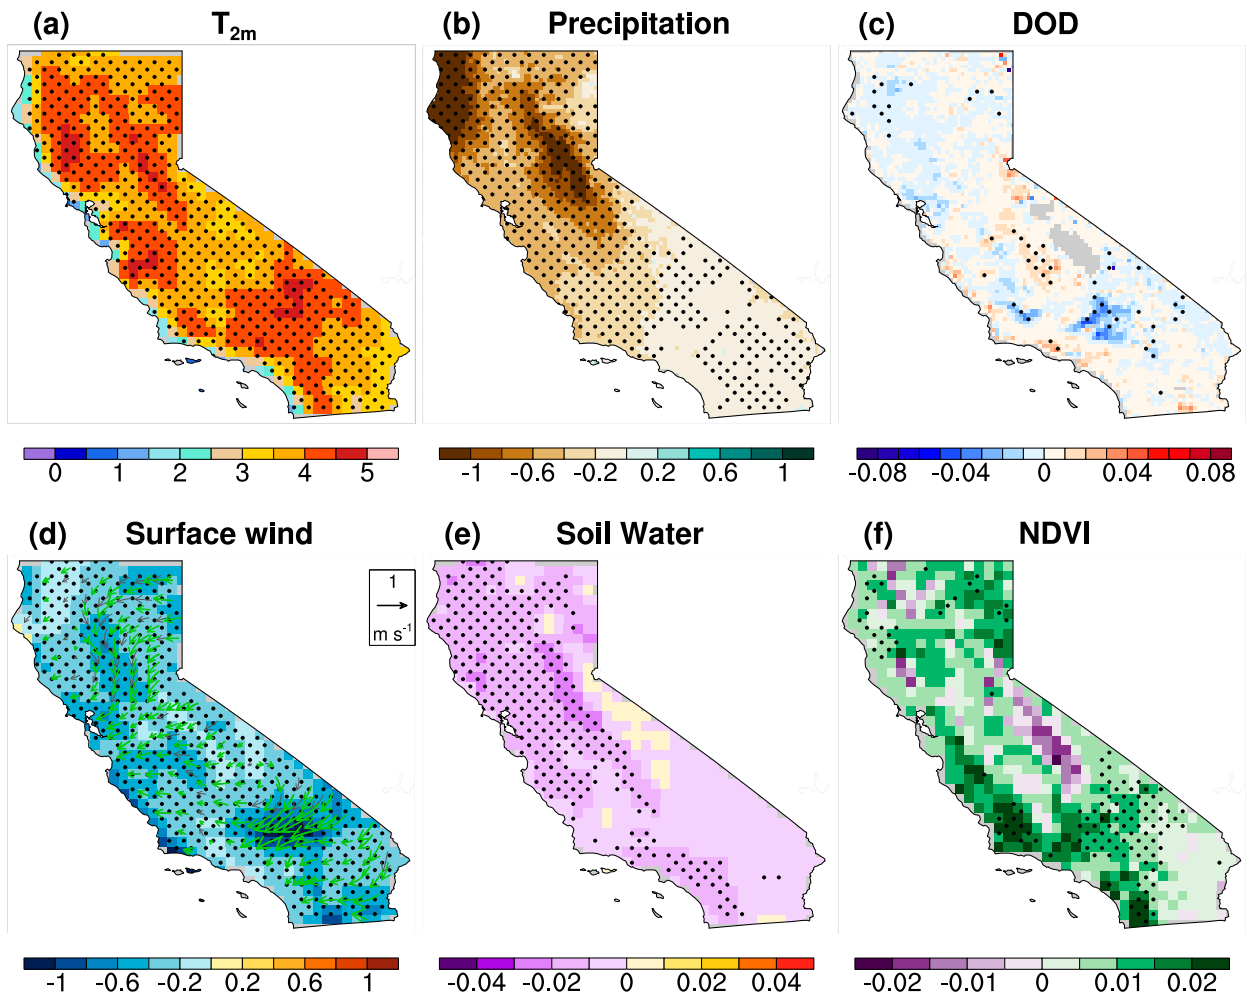 (a) T2m
(b) Precipitation
(c) DOD
0 1 2 3 4 5
-1 -0.6 -0.2 0.2 0.6 1
-0.08 -0.04 0 0.04 0.08
(d) Surface wind
(e) Soil Water
(f) NDVI
1
m s⁻¹
-1 -0.6 -0.2 0.2 0.6 1
-0.04 -0.02 0 0.02 0.04
-0.02 -0.01 0 0.01 0.02